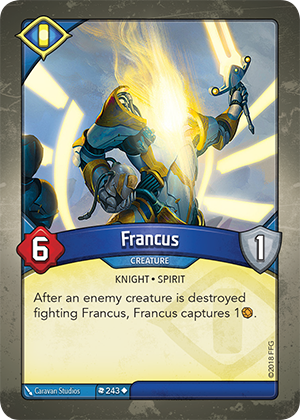 Francus
CREATURE
6
1
KNIGHT • SPIRIT
After an enemy creature is destroyed
fighting Francus, Francus captures 1.
Caravan Studios
243
©2018 FFG